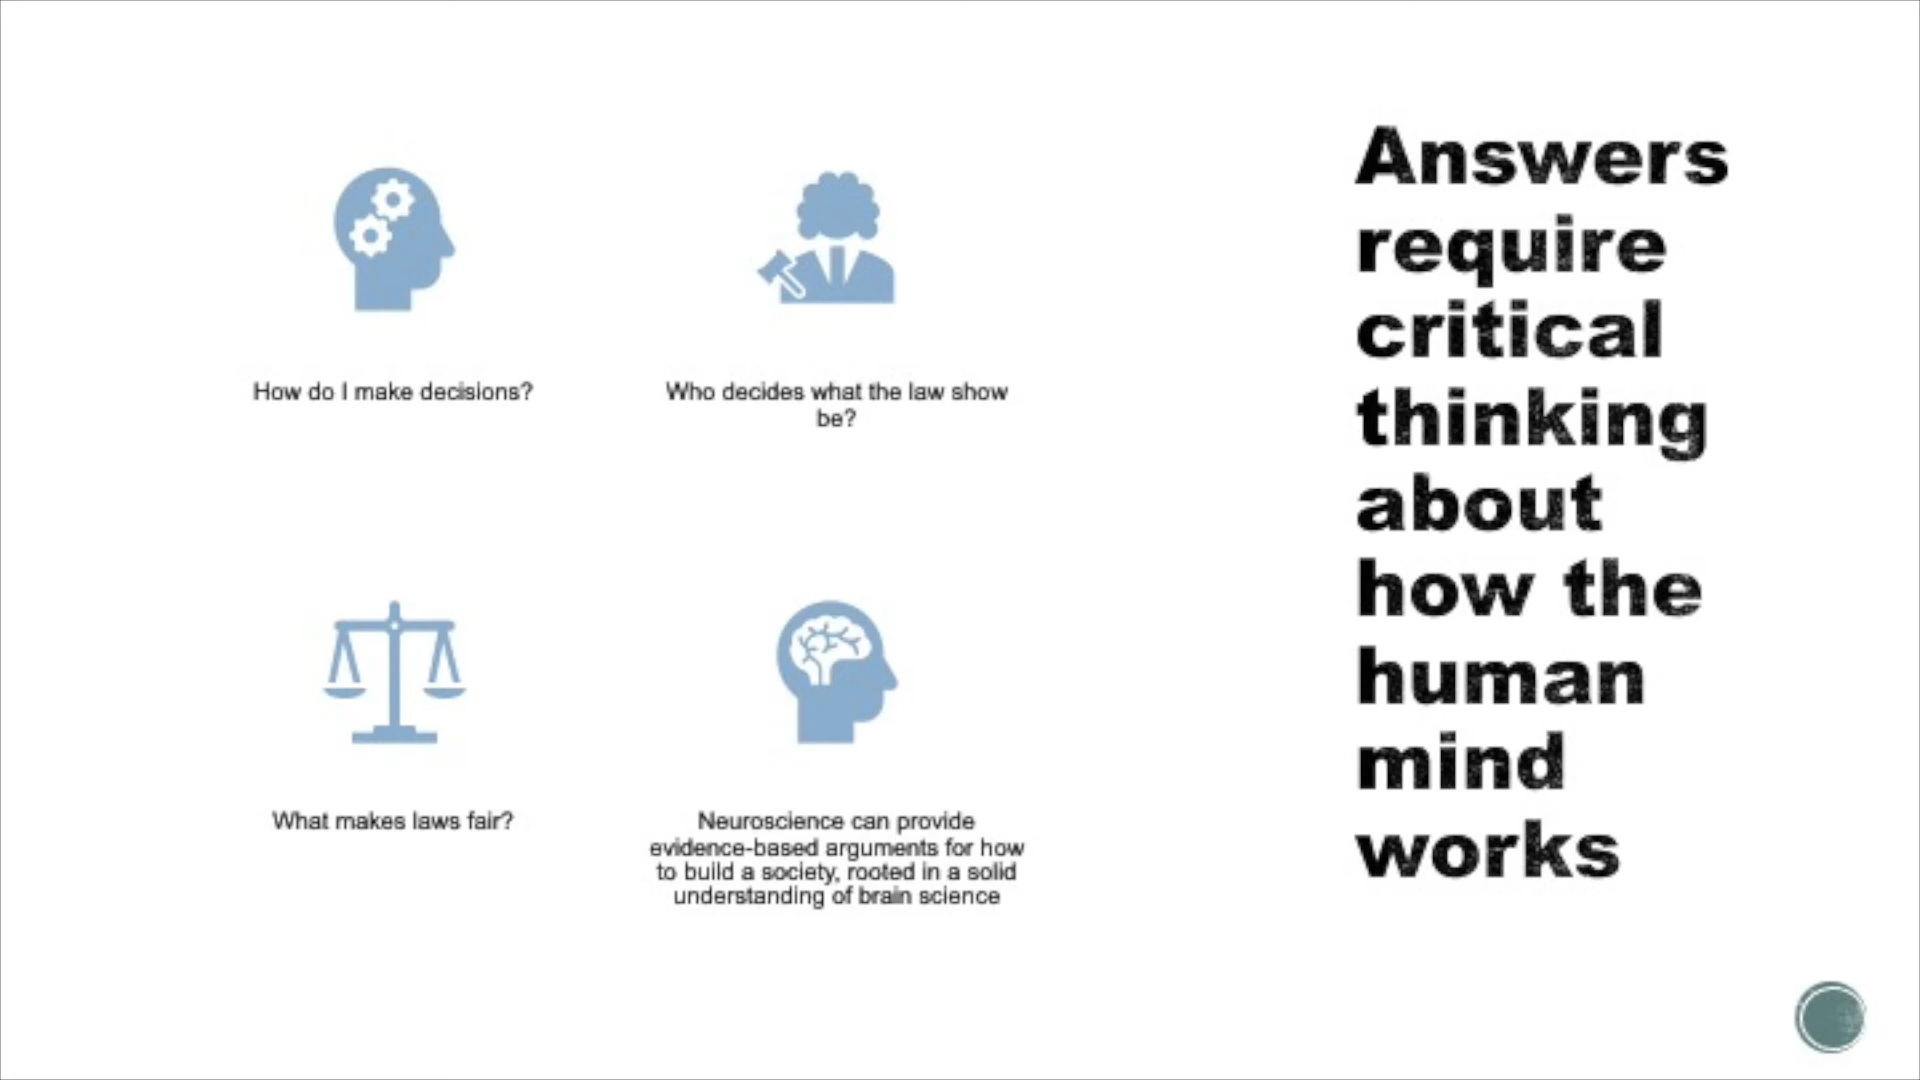 How do I make decisions?
Who decides what the law show
be?
What makes laws fair?
Neuroscience can provide
evidence-based arguments for how
to build a society, rooted in a solid
understanding of brain science
Answers
require
critical
thinking
about
how the
human
mind
works